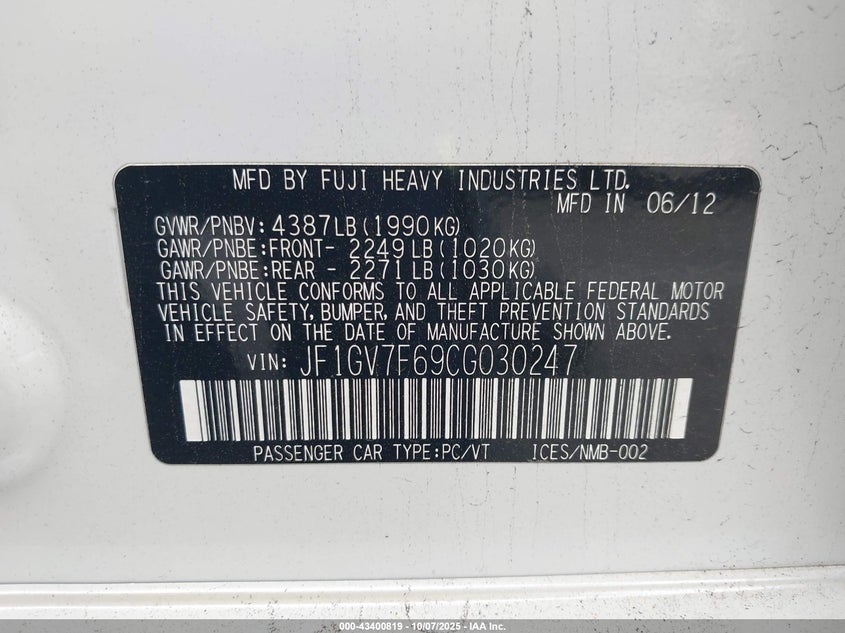 MFD BY FUJI HEAVY INDUSTRIES LTD.
MFD IN 06/12
GVWR/PNBV: 4387LB(1990KG)
GAWR/PNBE:FRONT- 2249LB(1020KG)
GAWR/PNBE:REAR - 2271LB(1030KG)
THIS VEHICLE CONFORMS TO ALL APPLICABLE FEDERAL MOTOR
VEHICLE SAFETY, BUMPER, AND THEFT PREVENTION STANDARDS
IN EFFECT ON THE DATE OF MANUFACTURE SHOWN ABOVE.
VIN: JF1GV7F69CG030247
PASSENGER CAR TYPE:PC/VT ICES/NMB-002
000-43400819 - 10/07/2025 - IAA Inc.